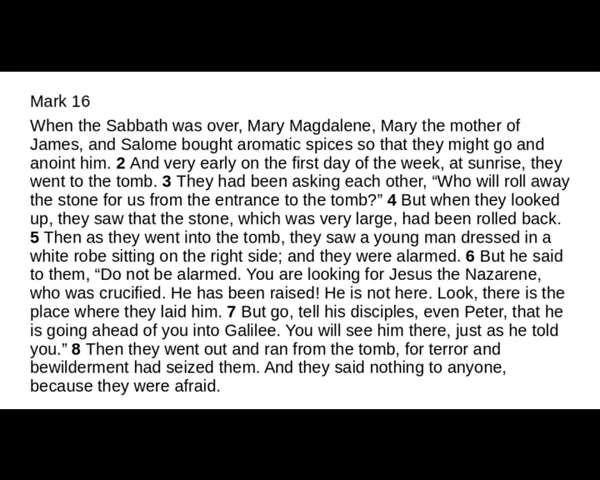 Mark 16
When the Sabbath was over, Mary Magdalene, Mary the mother of
James, and Salome bought aromatic spices so that they might go and
anoint him. 2 And very early on the first day of the week, at sunrise, they
went to the tomb. 3 They had been asking each other, “Who will roll away
the stone for us from the entrance to the tomb?” 4 But when they looked
up, they saw that the stone, which was very large, had been rolled back.
5 Then as they went into the tomb, they saw a young man dressed in a
white robe sitting on the right side; and they were alarmed. 6 But he said
to them, “Do not be alarmed. You are looking for Jesus the Nazarene,
who was crucified. He has been raised! He is not here. Look, there is the
place where they laid him. 7 But go, tell his disciples, even Peter, that he
is going ahead of you into Galilee. You will see him there, just as he told
you.” 8 Then they went out and ran from the tomb, for terror and
bewilderment had seized them. And they said nothing to anyone,
because they were afraid.